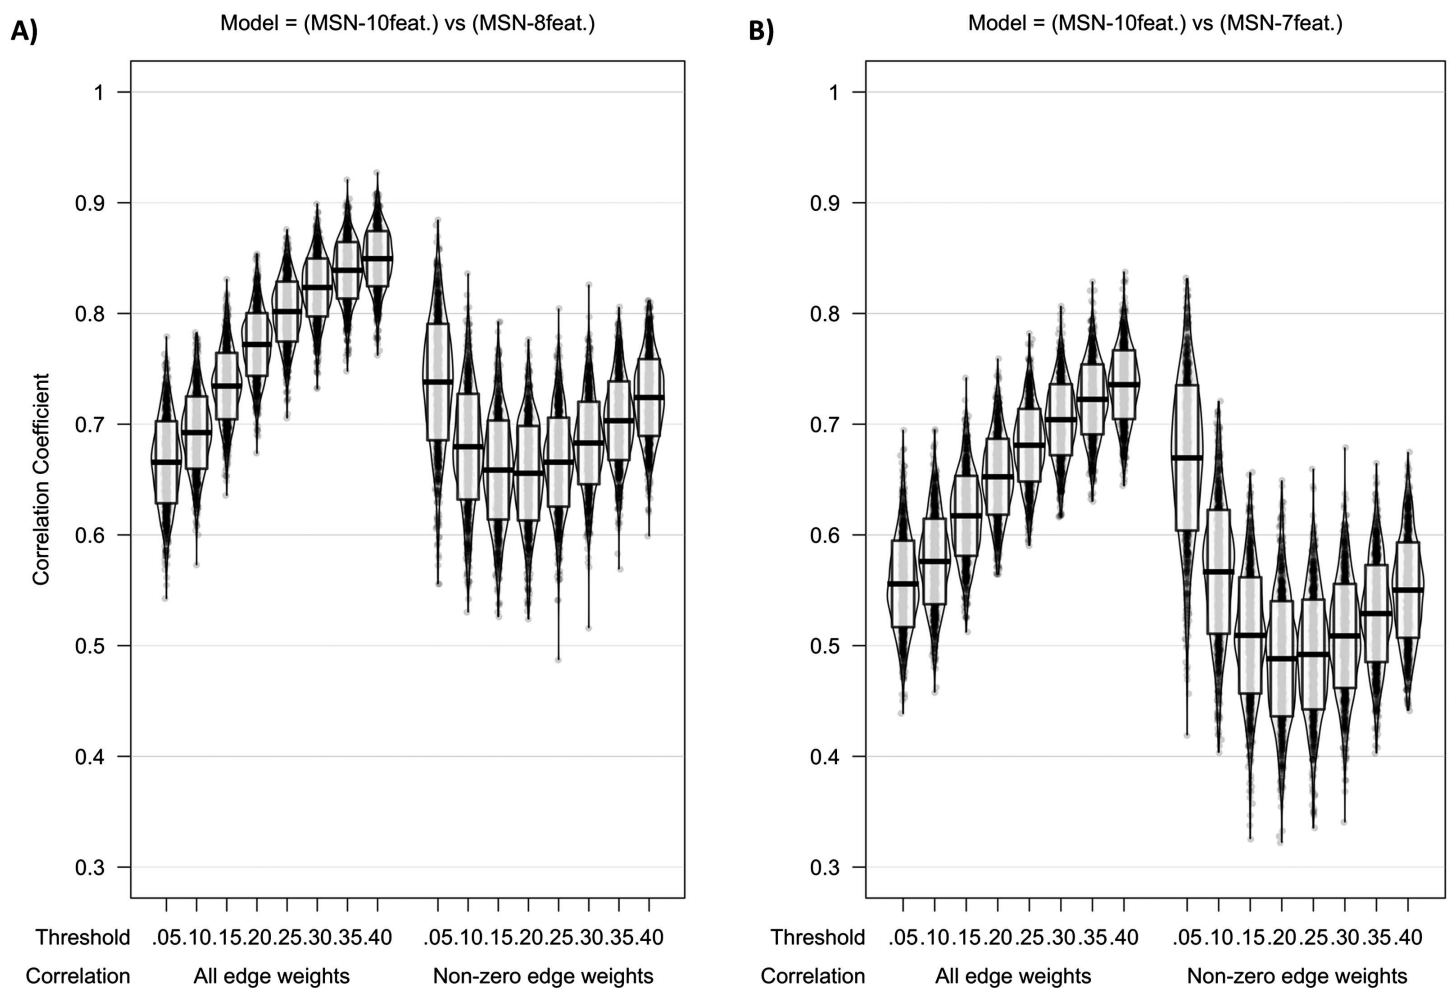 A)
Model = (MSN-10feat.) vs (MSN-8feat.)
Correlation Coefficient
1
0.9
0.8
0.7
0.6
0.5
0.4
0.3
Threshold .05 .10 .15 .20 .25 .30 .35 .40 .05 .10 .15 .20 .25 .30 .35 .40
Correlation All edge weights Non-zero edge weights
B)
Model = (MSN-10feat.) vs (MSN-7feat.)
1
0.9
0.8
0.7
0.6
0.5
0.4
0.3
Threshold .05 .10 .15 .20 .25 .30 .35 .40 .05 .10 .15 .20 .25 .30 .35 .40
Correlation All edge weights Non-zero edge weights